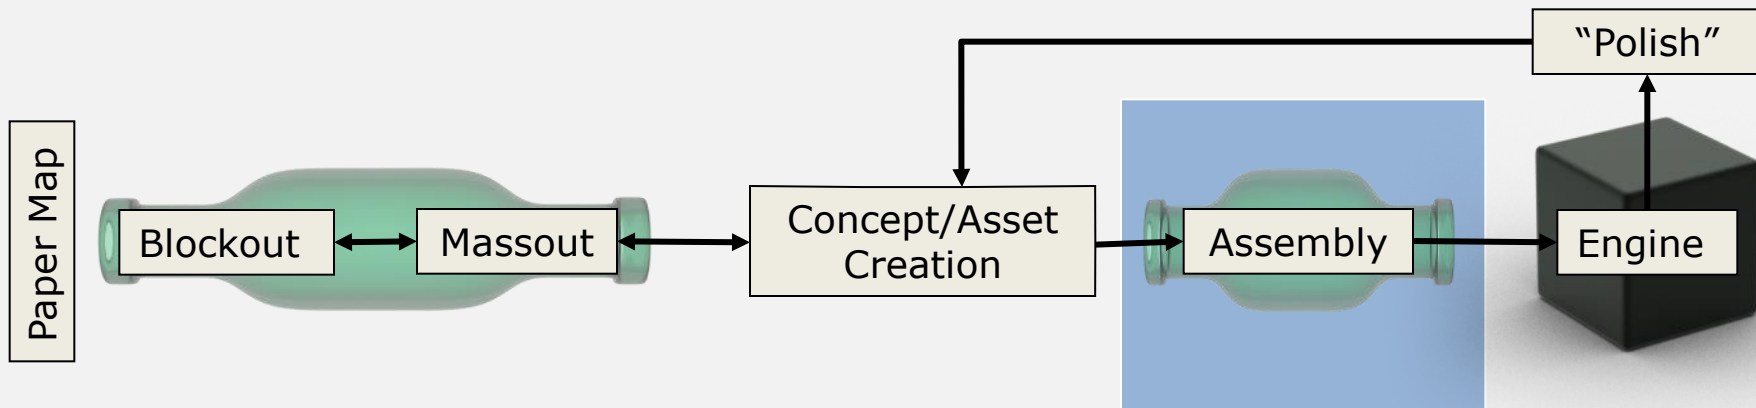 Paper Map
Blockout
Massout
Concept/Asset
Creation
Assembly
Engine
“Polish”